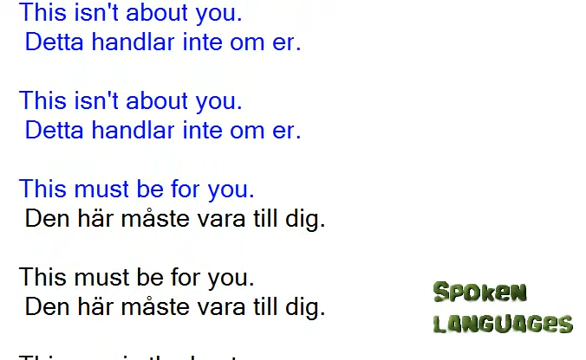 This isn't about you.
Detta handlar inte om er.
This isn't about you.
Detta handlar inte om er.
This must be for you.
Den här måste vara till dig.
This must be for you.
Den här måste vara till dig.
Spoken
Languages